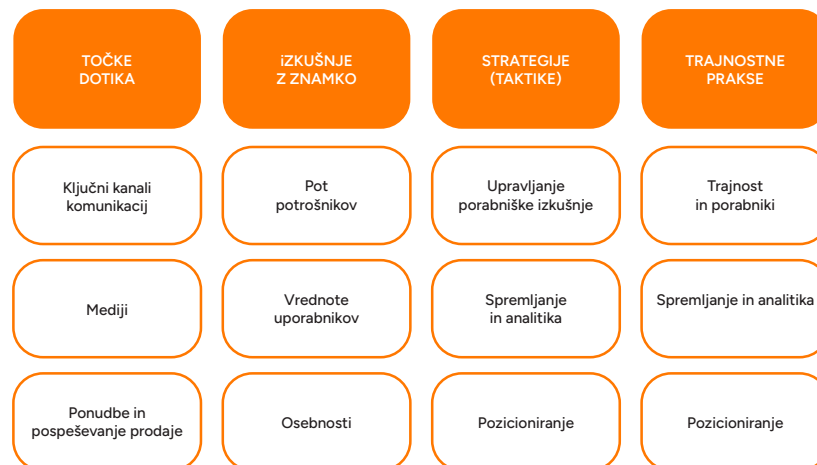 TOČKE
DOTIKA
iZKUŠNJE
Z ZNAMKO
STRATEGIJE
(TAKTIKE)
TRAJNOSTNE
PRAKSE
Ključni kanali
komunikacij
Pot
potrošnikov
Upravljanje
porabniške izkušnje
Trajnost
in porabniki
Mediji
Vrednote
uporabnikov
Spremljanje
in analitika
Spremljanje in analitika
Ponudbe in
pospeševanje prodaje
Osebnosti
Pozicioniranje
Pozicioniranje